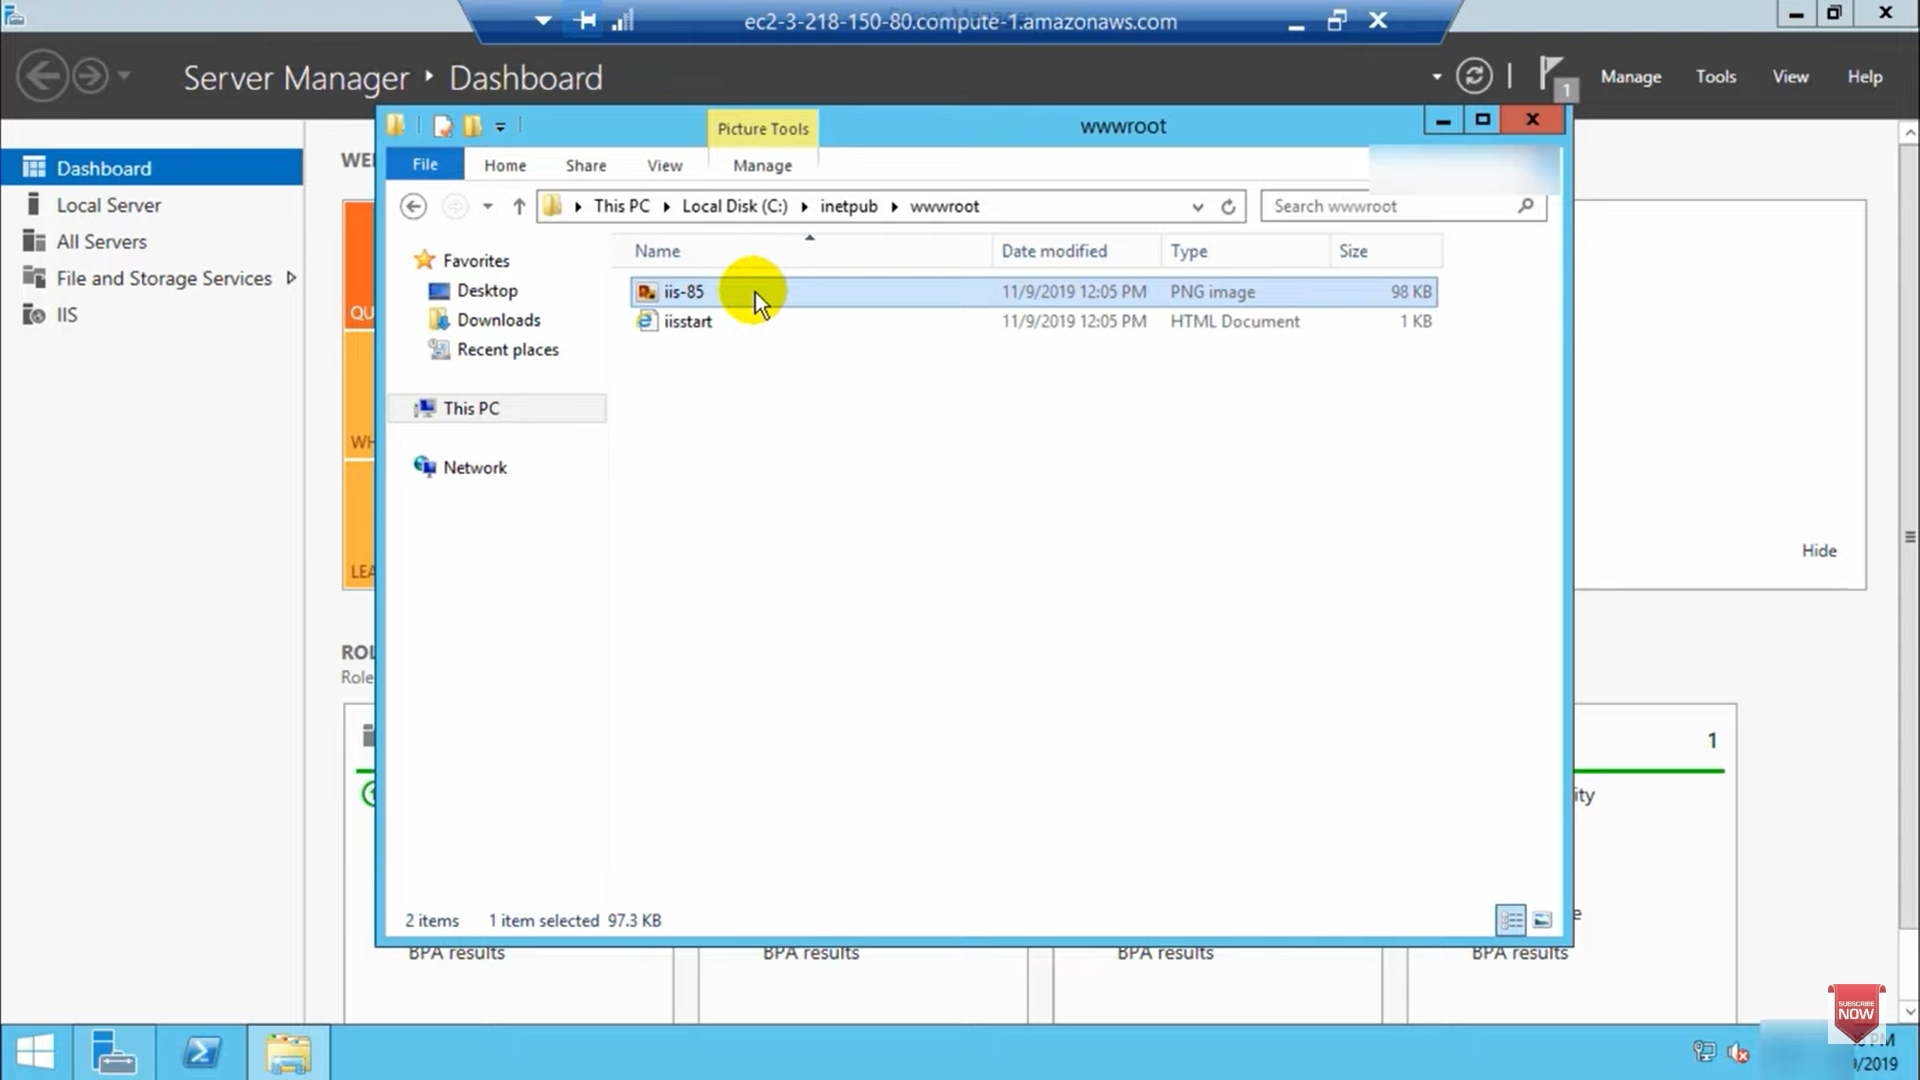 ec2-3-218-150-80.compute-1.amazonaws.com
Server Manager
Dashboard
1
Manage
Tools
View
Help
Dashboard
Local Server
All Servers
File and Storage Services
IIS
WE
QU
WH
LEA
Hide
ROL
Role
1
ity
e
BPA results
BPA results
BPA results
BPA results
Picture Tools
wwwroot
File
Home
Share
View
Manage
This PC
Local Disk (C:)
inetpub
wwwroot
Search wwwroot
Favorites
Desktop
Downloads
Recent places
This PC
Network
Name
Date modified
Type
Size
iis-85
11/9/2019 12:05 PM
PNG image
98 KB
iisstart
11/9/2019 12:05 PM
HTML Document
1 KB
2 items
1 item selected 97.3 KB
SUBSCRIBE
NOW
PM
/2019